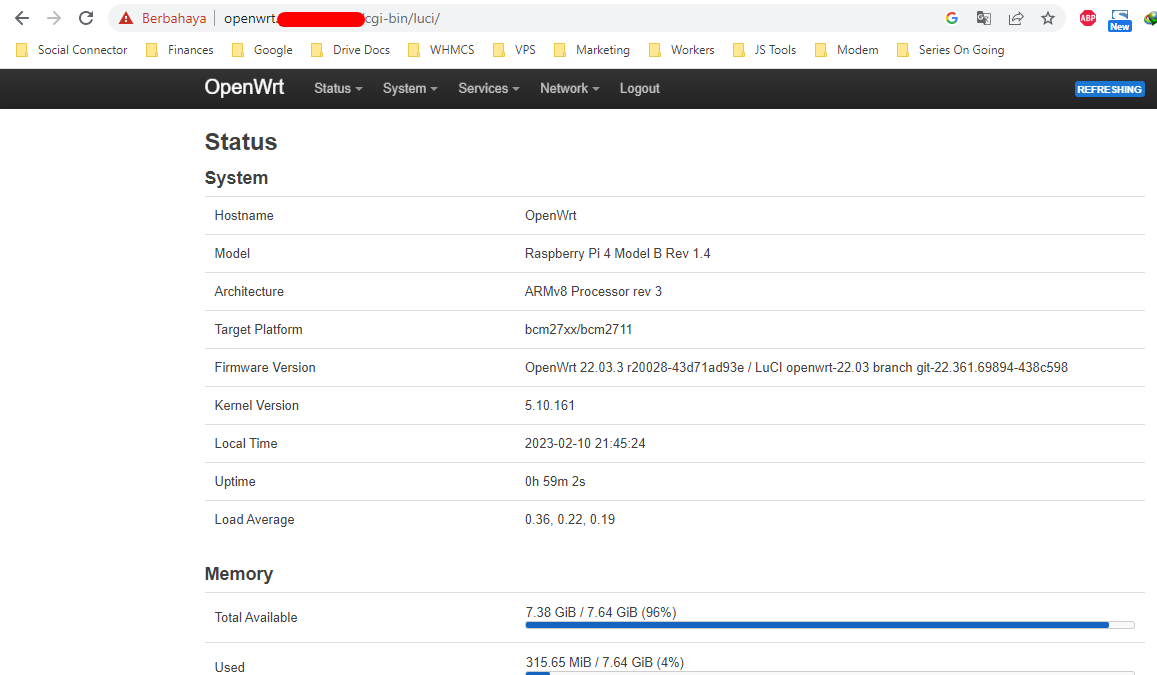 Berbahaya openwrt. cgi-bin/luci/
ABP
New
Social Connector Finances Google Drive Docs WHMCS VPS Marketing Workers JS Tools Modem Series On Going
OpenWrt Status System Services Network Logout REFRESHING
Status
System
Hostname OpenWrt
Model Raspberry Pi 4 Model B Rev 1.4
Architecture ARMv8 Processor rev 3
Target Platform bcm27xx/bcm2711
Firmware Version OpenWrt 22.03.3 r20028-43d71ad93e / LuCI openwrt-22.03 branch git-22.361.69894-438c598
Kernel Version 5.10.161
Local Time 2023-02-10 21:45:24
Uptime 0h 59m 2s
Load Average 0.36, 0.22, 0.19
Memory
Total Available 7.38 GiB / 7.64 GiB (96%)
Used 315.65 MiB / 7.64 GiB (4%)